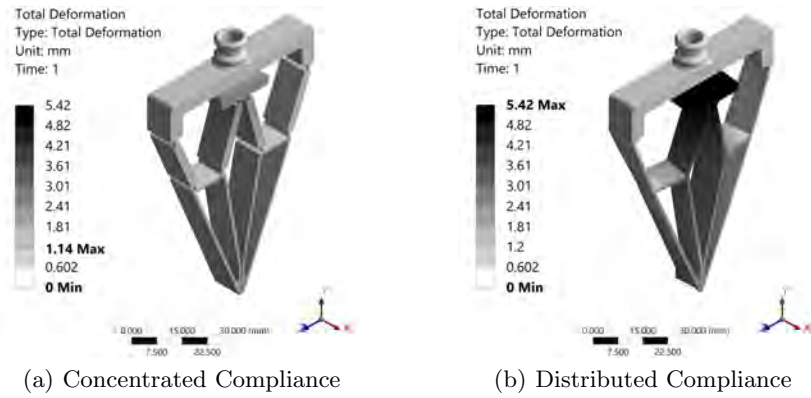 Total Deformation
Type: Total Deformation
Unit: mm
Time: 1
5.42
4.82
4.21
3.61
3.01
2.41
1.81
1.14 Max
0.602
0 Min
0.000
15.000
30.000 (mm)
7.500
22.500
X
(a) Concentrated Compliance
Total Deformation
Type: Total Deformation
Unit: mm
Time: 1
5.42 Max
4.82
4.21
3.61
3.01
2.41
1.81
1.2
0.602
0 Min
0.000
15.000
30.000 (mm)
7.500
22.500
X
(b) Distributed Compliance